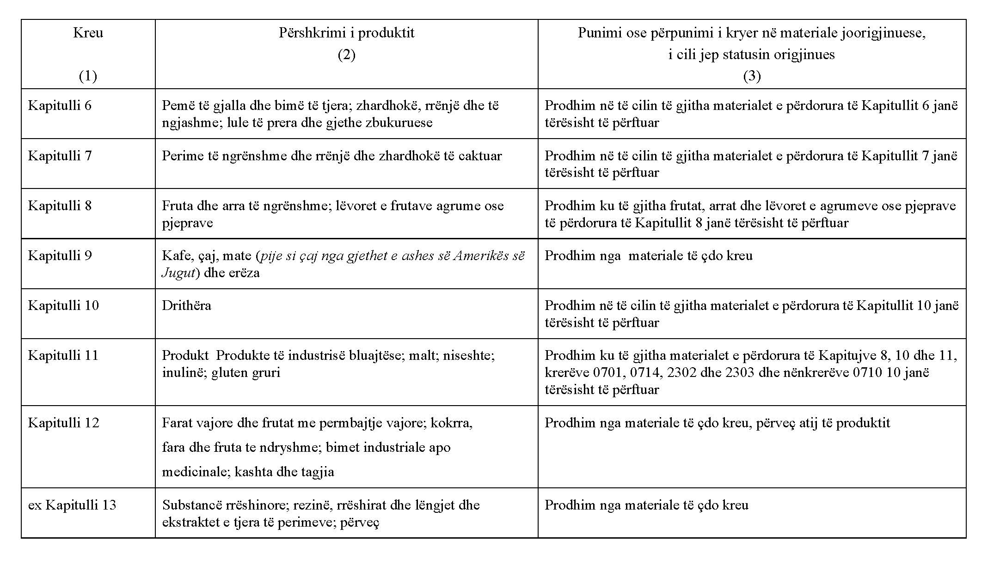 Kreu
(1)
Përshkrimi i produktit
(2)
Punimi ose përpunimi i kryer në materiale joorigjinuese,
i cili jep statusin origjinues
(3)
Kapitulli 6
Pemë të gjalla dhe bimë të tjera; zhardhokë, rrënjë dhe të
ngjashme; lule të prera dhe gjethe zbukuruese
Prodhim në të cilin të gjitha materialet e përdorura të Kapitullit 6 janë
tërësisht të përftuar
Kapitulli 7
Perime të ngrënshme dhe rrënjë dhe zhardhokë të caktuar
Prodhim në të cilin të gjitha materialet e përdorura të Kapitullit 7 janë
tërësisht të përftuar
Kapitulli 8
Fruta dhe arra të ngrënshme; lëvoret e frutave agrume ose
pjeprave
Prodhim ku të gjitha frutat, arrat dhe lëvoret e agrumeve ose pjeprave
të përdorura të Kapitullit 8 janë tërësisht të përftuar
Kapitulli 9
Kafe, çaj, mate (pije si çaj nga gjethet e ashes së Amerikës së
Jugut) dhe erëza
Prodhim nga  materiale të çdo kreu
Kapitulli 10
Drithëra
Prodhim në të cilin të gjitha materialet e përdorura të Kapitullit 10 janë
tërësisht të përftuar
Kapitulli 11
Produkt  Produkte të industrisë bluajtëse; malt; niseshte;
inulinë; gluten gruri
Prodhim ku të gjitha materialet e përdorura të Kapitujve 8, 10 dhe 11,
krerëve 0701, 0714, 2302 dhe 2303 dhe nënkrerëve 0710 10 janë
tërësisht të përftuar
Kapitulli 12
Farat vajore dhe frutat me permbajtje vajore; kokrra,
fara dhe fruta te ndryshme; bimet industriale apo
medicinale; kashta dhe tagjia
Prodhim nga materiale të çdo kreu, përveç atij të produktit
ex Kapitulli 13
Substancë rrëshinore; rezinë, rrëshirat dhe lëngjet dhe
ekstraktet e tjera të perimeve; përveç
Prodhim nga materiale të çdo kreu